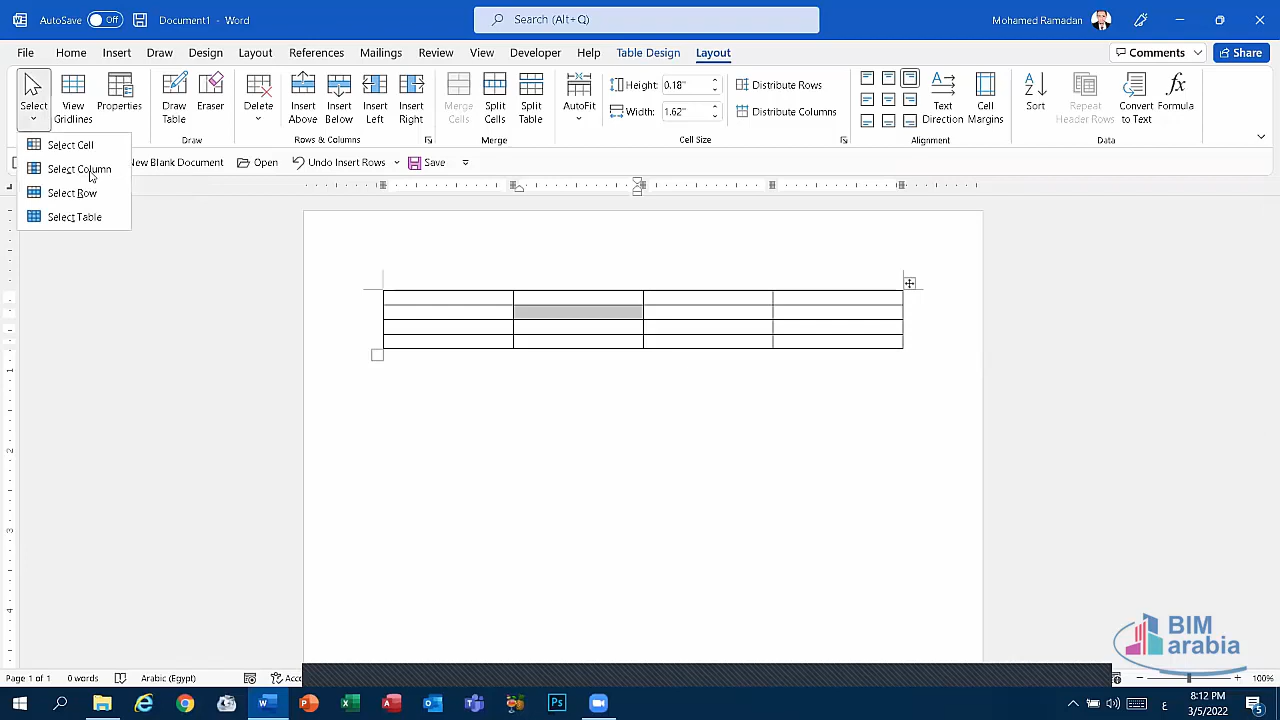 AutoSave Off Document1 - Word Search (Alt+Q) Mohamed Ramadan
File Home Insert Draw Design Layout References Mailings Review View Developer Help Table Design Layout Comments Share
Select View Gridlines Properties Draw Table Eraser Delete Insert Above Insert Below Insert Left Insert Right Merge Cells Split Cells Split Table AutoFit Height: 0.18" Width: 1.62" Distribute Rows Distribute Columns Text Direction Cell Margins Sort Repeat Header Rows Convert to Text Formula
Draw Rows & Columns Merge Cell Size Alignment Data
Select Cell
Select Column
Select Row
Select Table
New Blank Document Open Undo Insert Rows Save
BIM
arabia
Page 1 of 1 0 words Arabic (Egypt) 100%
8:12 PM
3/5/2022